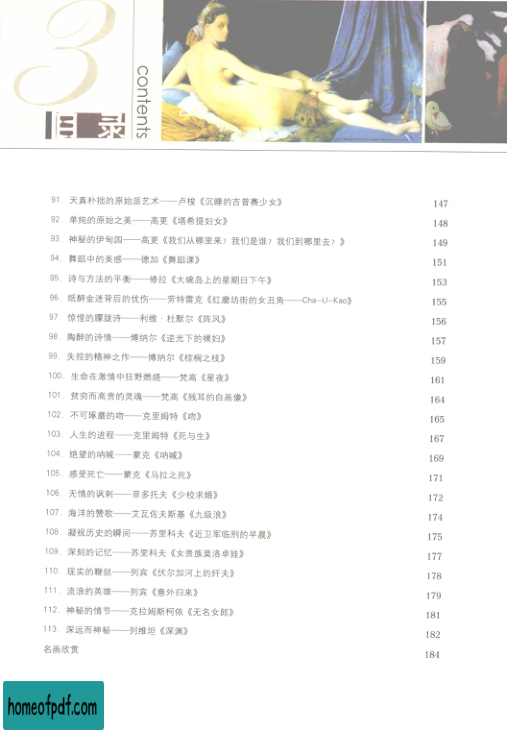 3
contents
目录
91. 天真朴拙的原始派艺术——卢梭《沉睡的吉普赛少女》 147
92. 单纯的原始之美——高更《塔希提妇女》 148
93. 神秘的伊甸园——高更《我们从哪里来？我们是谁？我们到哪里去？》 149
94. 舞蹈中的美感——德加《舞蹈课》 151
95. 诗与方法的平衡——修拉《大碗岛上的星期日下午》 153
96. 纸醉金迷背后的忧伤——劳特雷克《红磨坊街的女丑角——Cha-U-Kao》 155
97. 惊惶的朦胧诗——利维·杜默尔《阵风》 156
98. 陶醉的诗情——博纳尔《逆光下的裸妇》 157
99. 失控的精神之作——博纳尔《棕榈之枝》 159
100. 生命在激情中狂野燃烧——梵高《星夜》 161
101. 贫穷而高贵的灵魂——梵高《残耳的自画像》 164
102. 不可琢磨的吻——克里姆特《吻》 165
103. 人生的进程——克里姆特《死与生》 167
104. 绝望的呐喊——蒙克《呐喊》 169
105. 感受死亡——蒙克《马拉之死》 171
106. 无情的讽刺——菲多托夫《少校求婚》 172
107. 海洋的赞歌——艾瓦佐夫斯基《九级浪》 174
108. 凝视历史的瞬间——苏里科夫《近卫军临刑的早晨》 175
109. 深刻的记忆——苏里科夫《女贵族莫洛卓娃》 177
110. 现实的鞭挞——列宾《伏尔加河上的纤夫》 178
111. 流浪的英雄——列宾《意外归来》 179
112. 神秘的情节——克拉姆斯柯依《无名女郎》 181
113. 深远而神秘——列维坦《深渊》 182
名画欣赏 184
homeofpdf.com